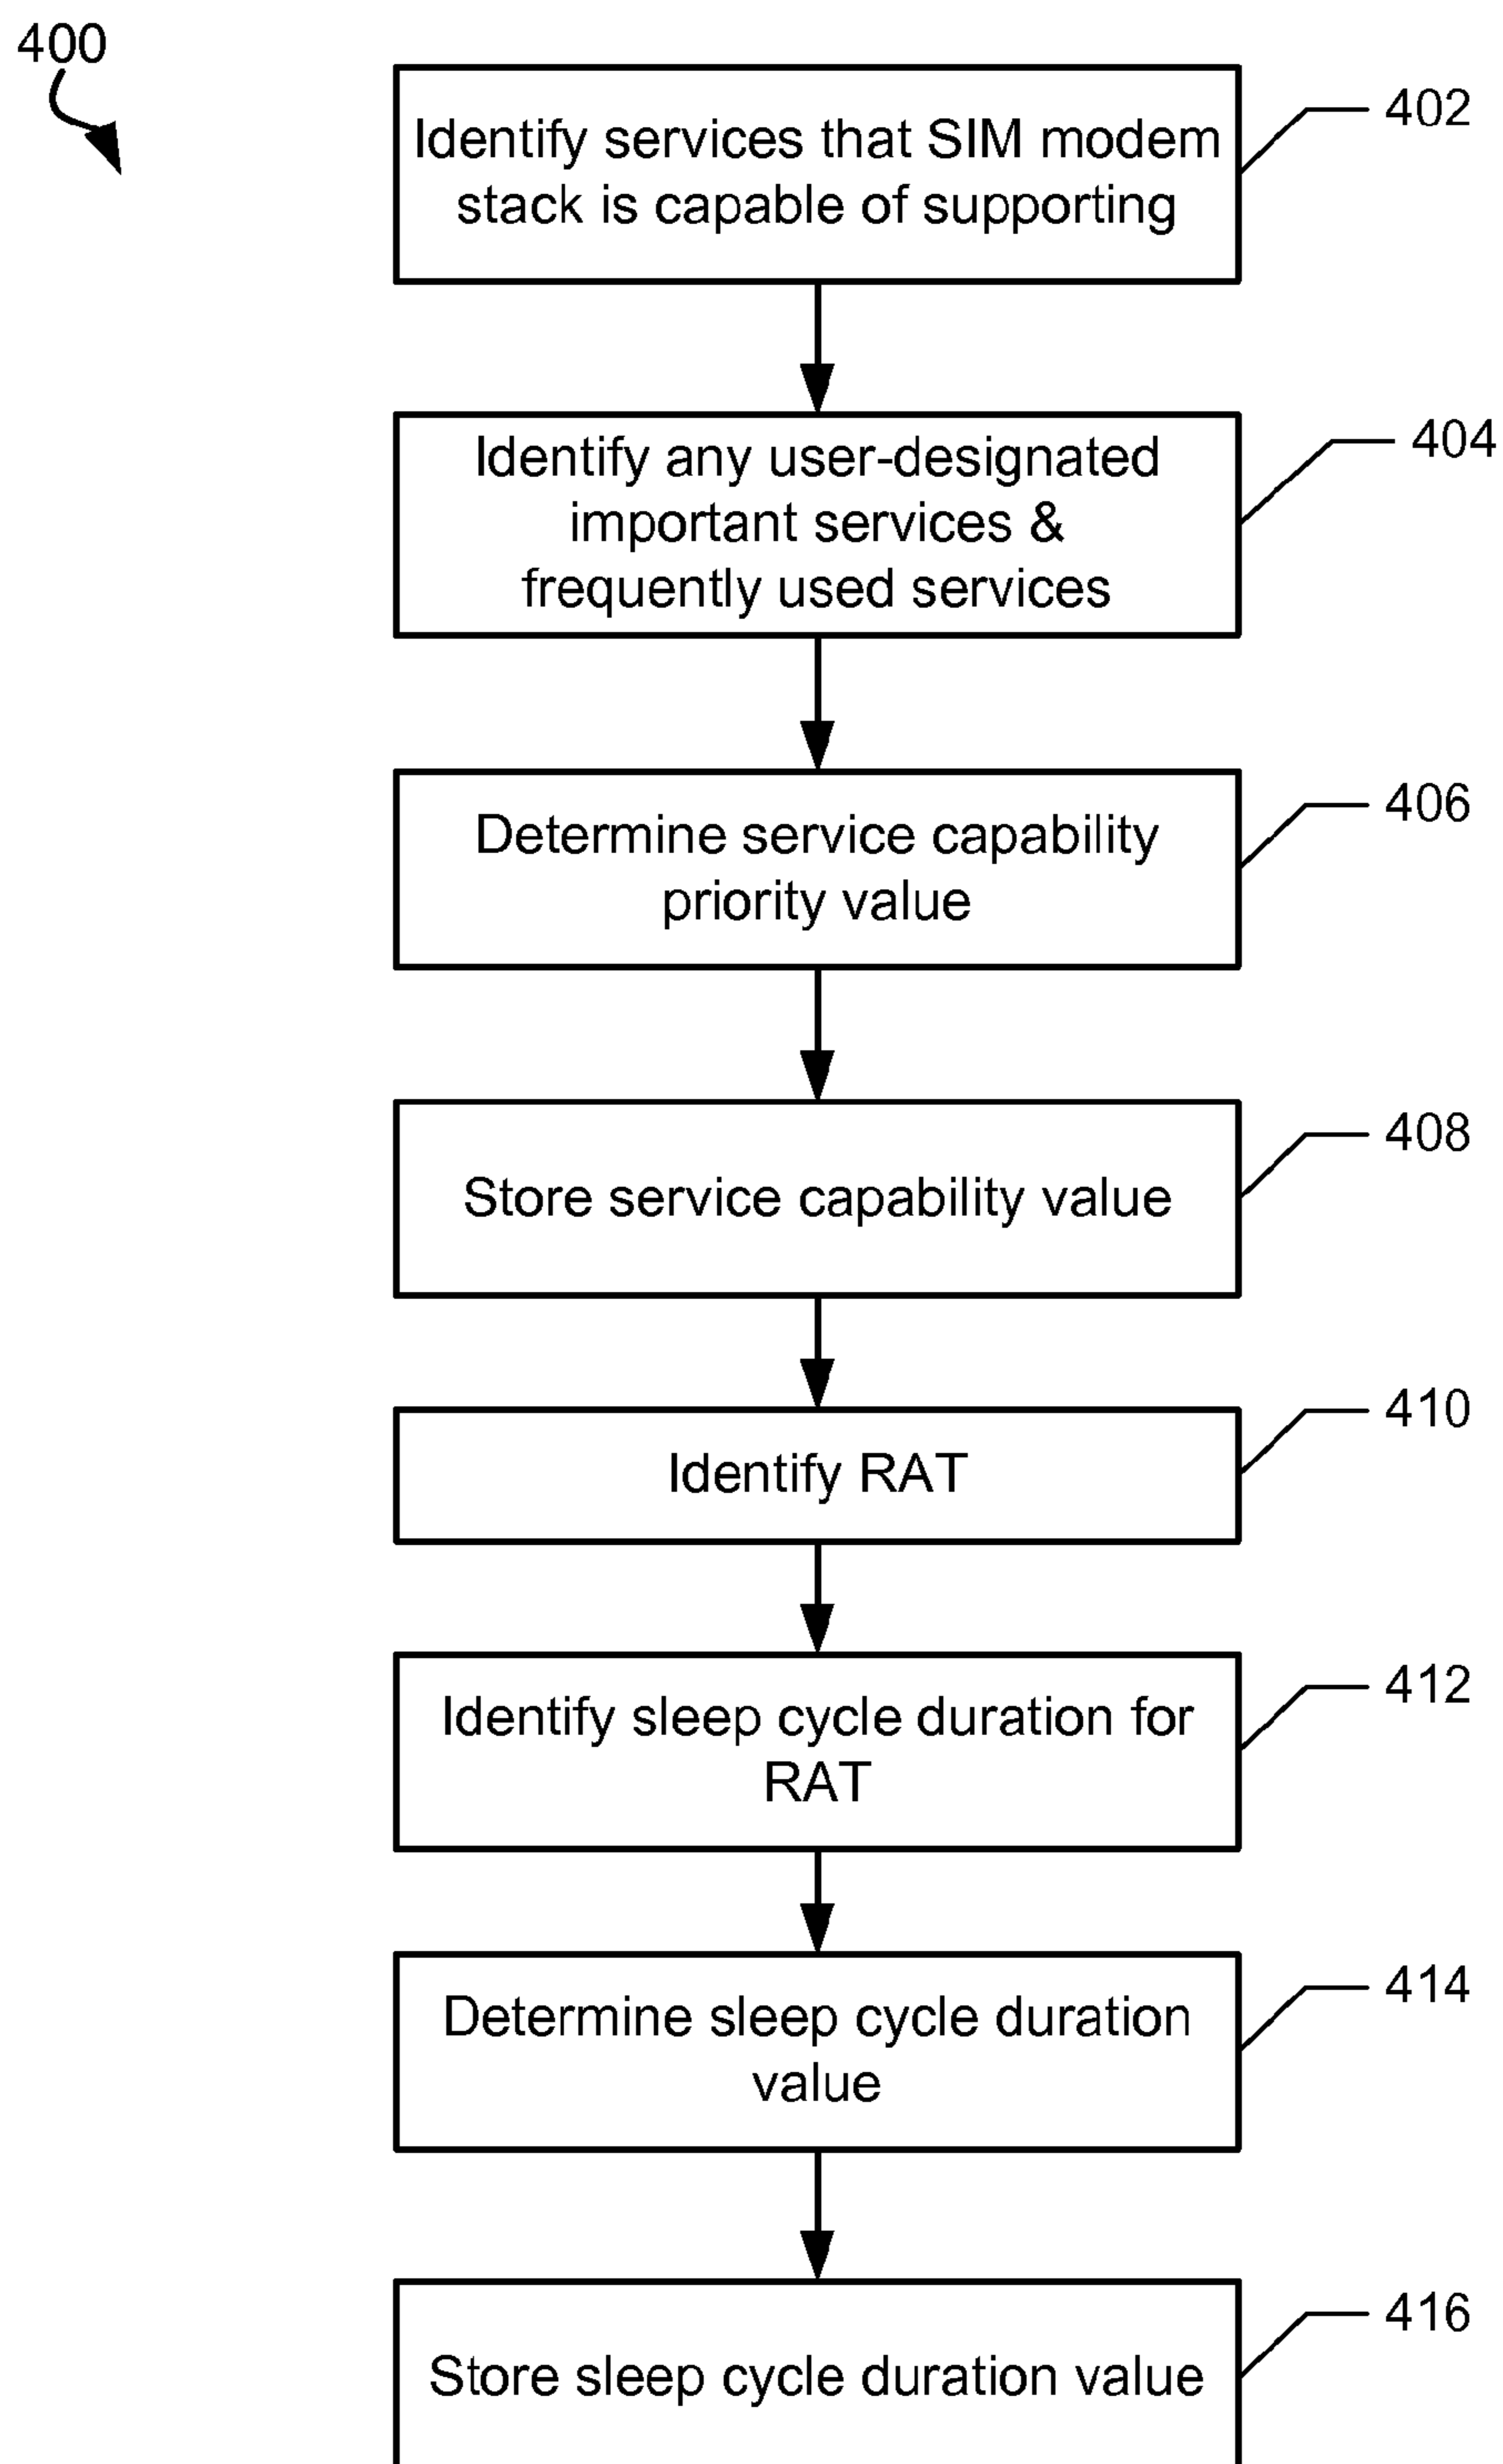 400
Identify services that SIM modem
stack is capable of supporting
402
Identify any user-designated
important services &
frequently used services
404
Determine service capability
priority value
406
Store service capability value
408
Identify RAT
410
Identify sleep cycle duration for
RAT
412
Determine sleep cycle duration
value
414
Store sleep cycle duration value
416